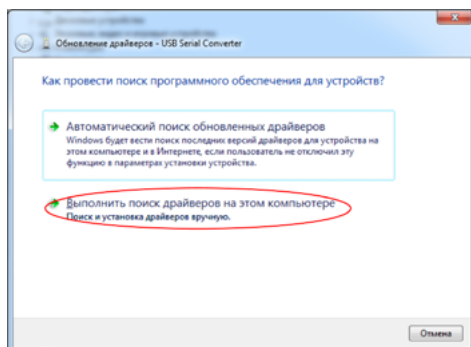 Обновление драйверов - USB Serial Converter
Как провести поиск программного обеспечения для устройств?
Автоматический поиск обновленных драйверов
Windows будет вести поиск последних версий драйверов для устройства на
этом компьютере и в Интернете, если пользователь не отключил эту
функцию в параметрах установки устройства.
Выполнить поиск драйверов на этом компьютере
Поиск и установка драйверов вручную.
Отмена